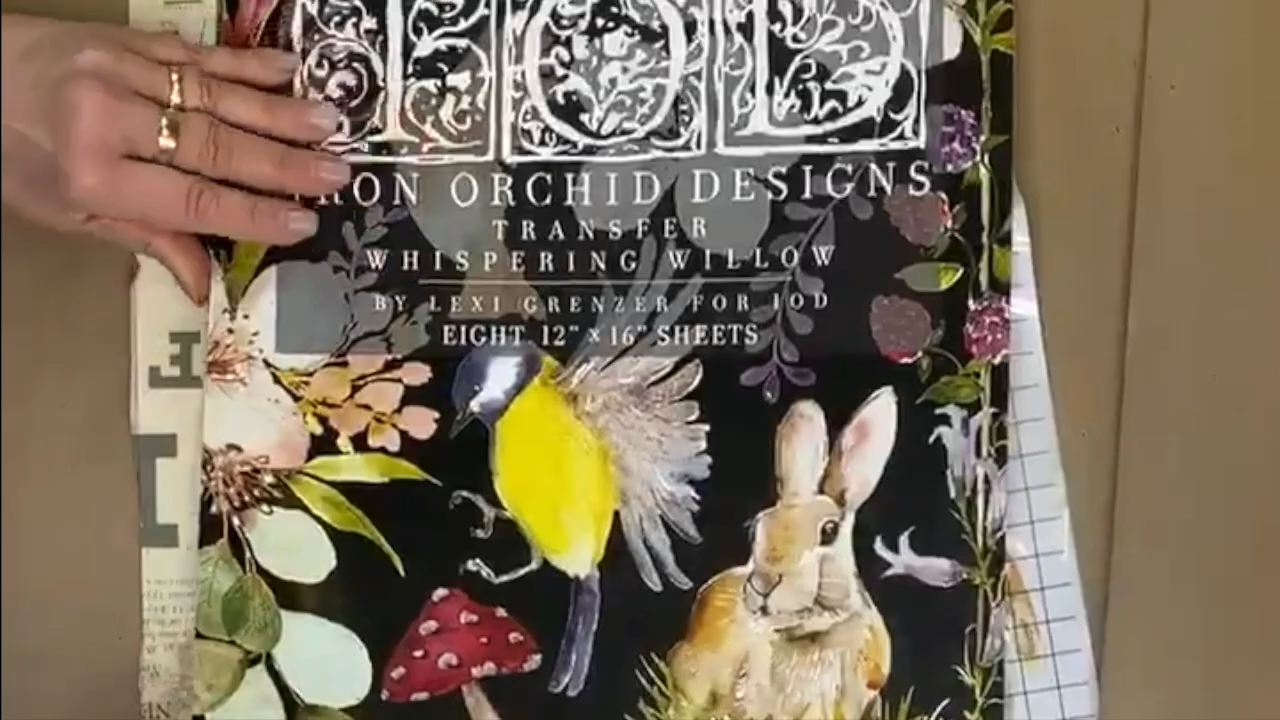 IOD
IRON ORCHID DESIGNS
TRANSFER
WHISPERING WILLOW
BY LEXI GRENZER FOR IOD
EIGHT 12" x 16" SHEETS
E
I